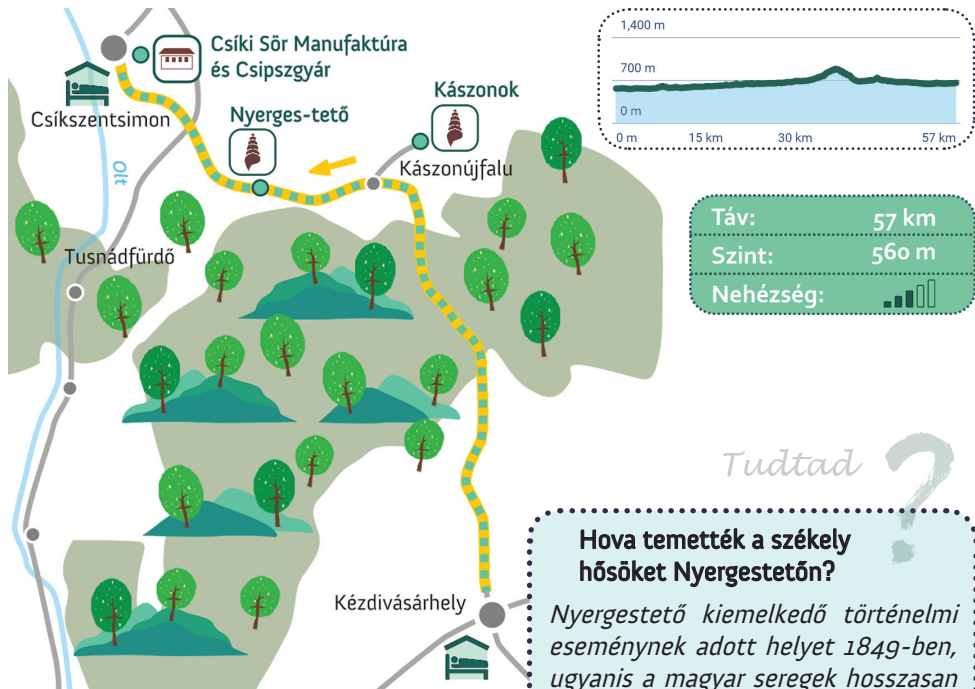 Csíki Sör Manufaktúra
és Csipszgyár
Csíkszentsimon
Nyerges-tető
Kászonok
Kászonújfalu
Olt
Tusnádfürdő
Kézdivásárhely
1,400 m
700 m
0 m
0 m 15 km 30 km 57 km
Táv: 57 km
Szint: 560 m
Nehézség:
Tudtad ?
Hova temették a székely
hősöket Nyergestetőn?
Nyergestető kiemelkedő történelmi
eseménynek adott helyet 1849-ben,
ugyanis a magyar seregek hosszasan